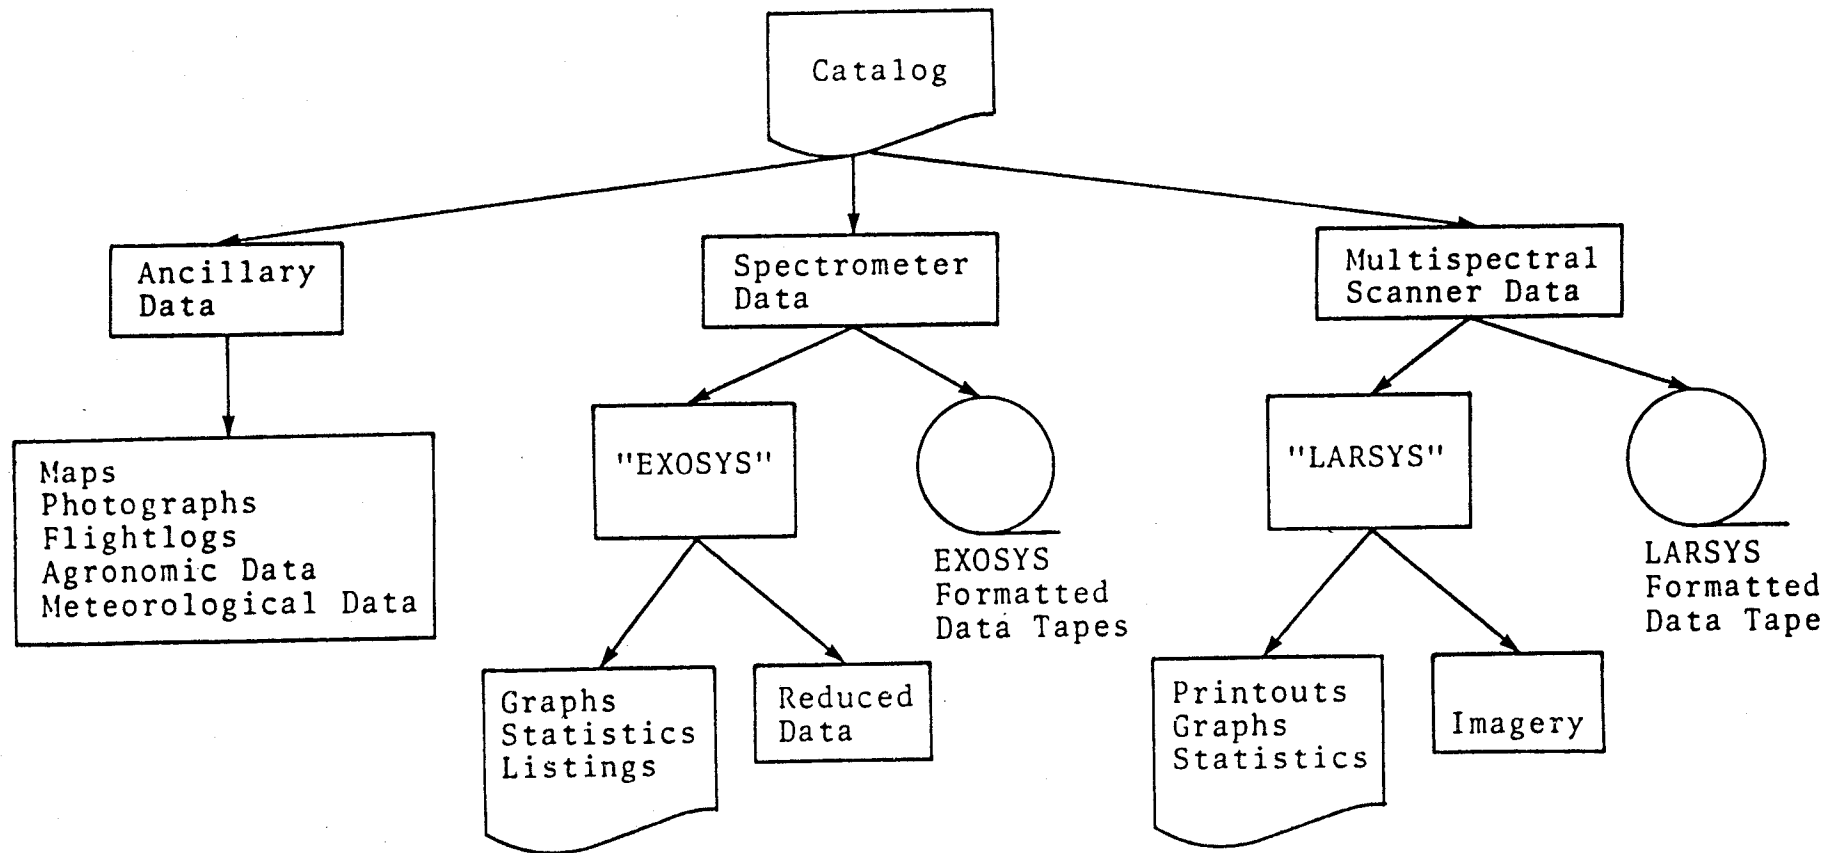 Catalog
Ancillary
Data
Spectrometer
Data
Multispectral
Scanner Data
Maps
Photographs
Flightlogs
Agronomic Data
Meteorological Data
"EXOSYS"
EXOSYS
Formatted
Data Tapes
"LARSYS"
LARSYS
Formatted
Data Tape
Graphs
Statistics
Listings
Reduced
Data
Printouts
Graphs
Statistics
Imagery